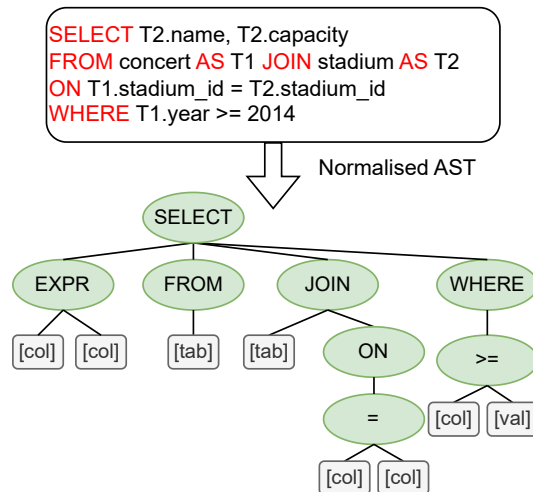 SELECT T2.name, T2.capacity
FROM concert AS T1 JOIN stadium AS T2
ON T1.stadium_id = T2.stadium_id
WHERE T1.year >= 2014
Normalised AST
SELECT
EXPR FROM JOIN WHERE
[col] [col] [tab] [tab] ON >=
= [col] [val]
[col] [col]